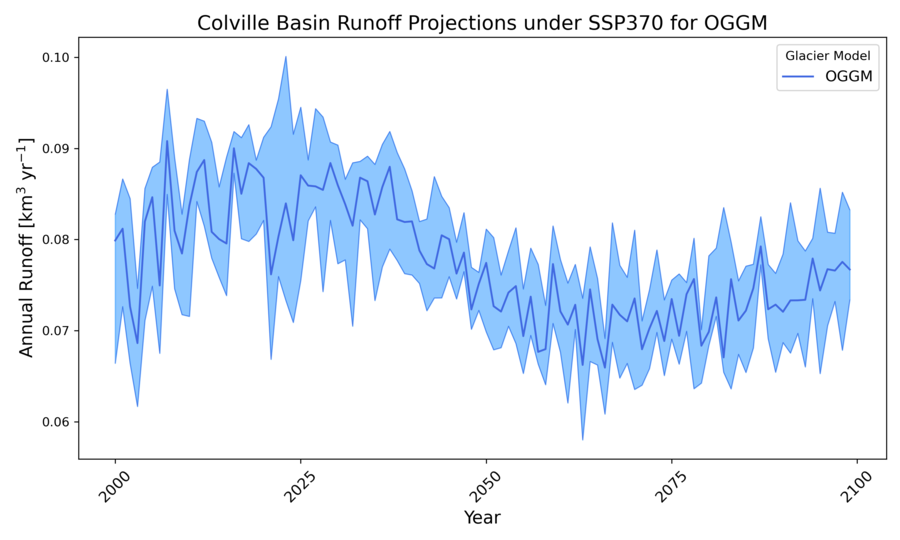 Colville Basin Runoff Projections under SSP370 for OGGM
Glacier Model
OGGM
Annual Runoff [km³ yr⁻¹]
0.10
0.09
0.08
0.07
0.06
2000
2025
2050
2075
2100
Year